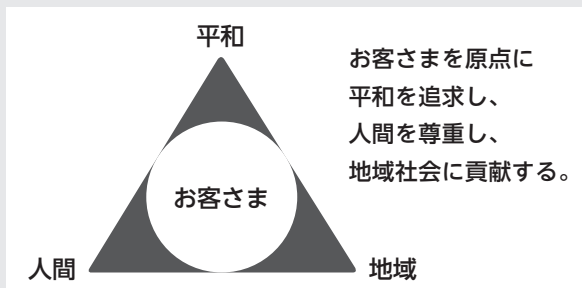 平和
お客さまを原点に
平和を追求し、
人間を尊重し、
地域社会に貢献する。
お客さま
人間
地域